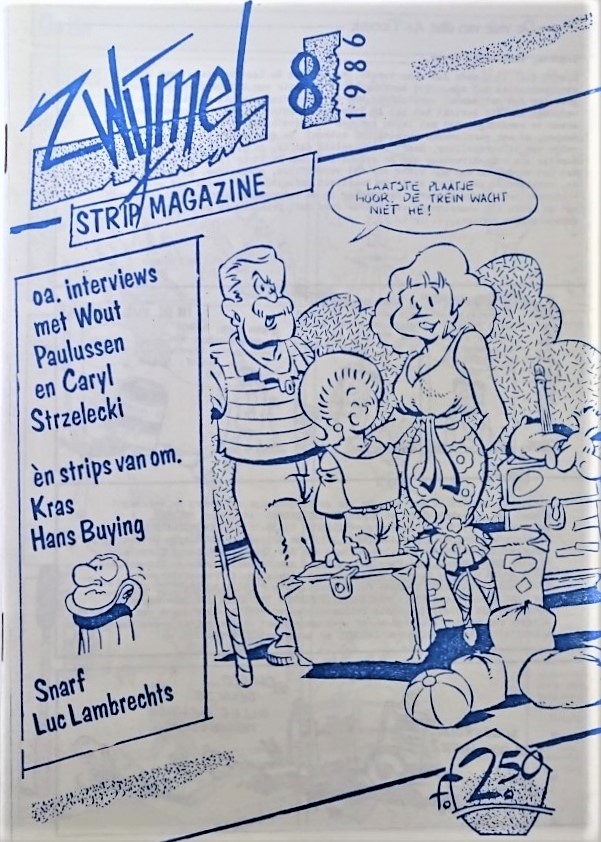 Zwijmel
8
1986
STRIP MAGAZINE
LAATSTE PLAATJE
HOOR, DE TREIN WACHT
NIET HÉ!
oa. interviews
met Wout
Paulussen
en Caryl
Strzelecki
èn strips van om.
Kras
Hans Buying
Snarf
Luc Lambrechts
f. 2.50